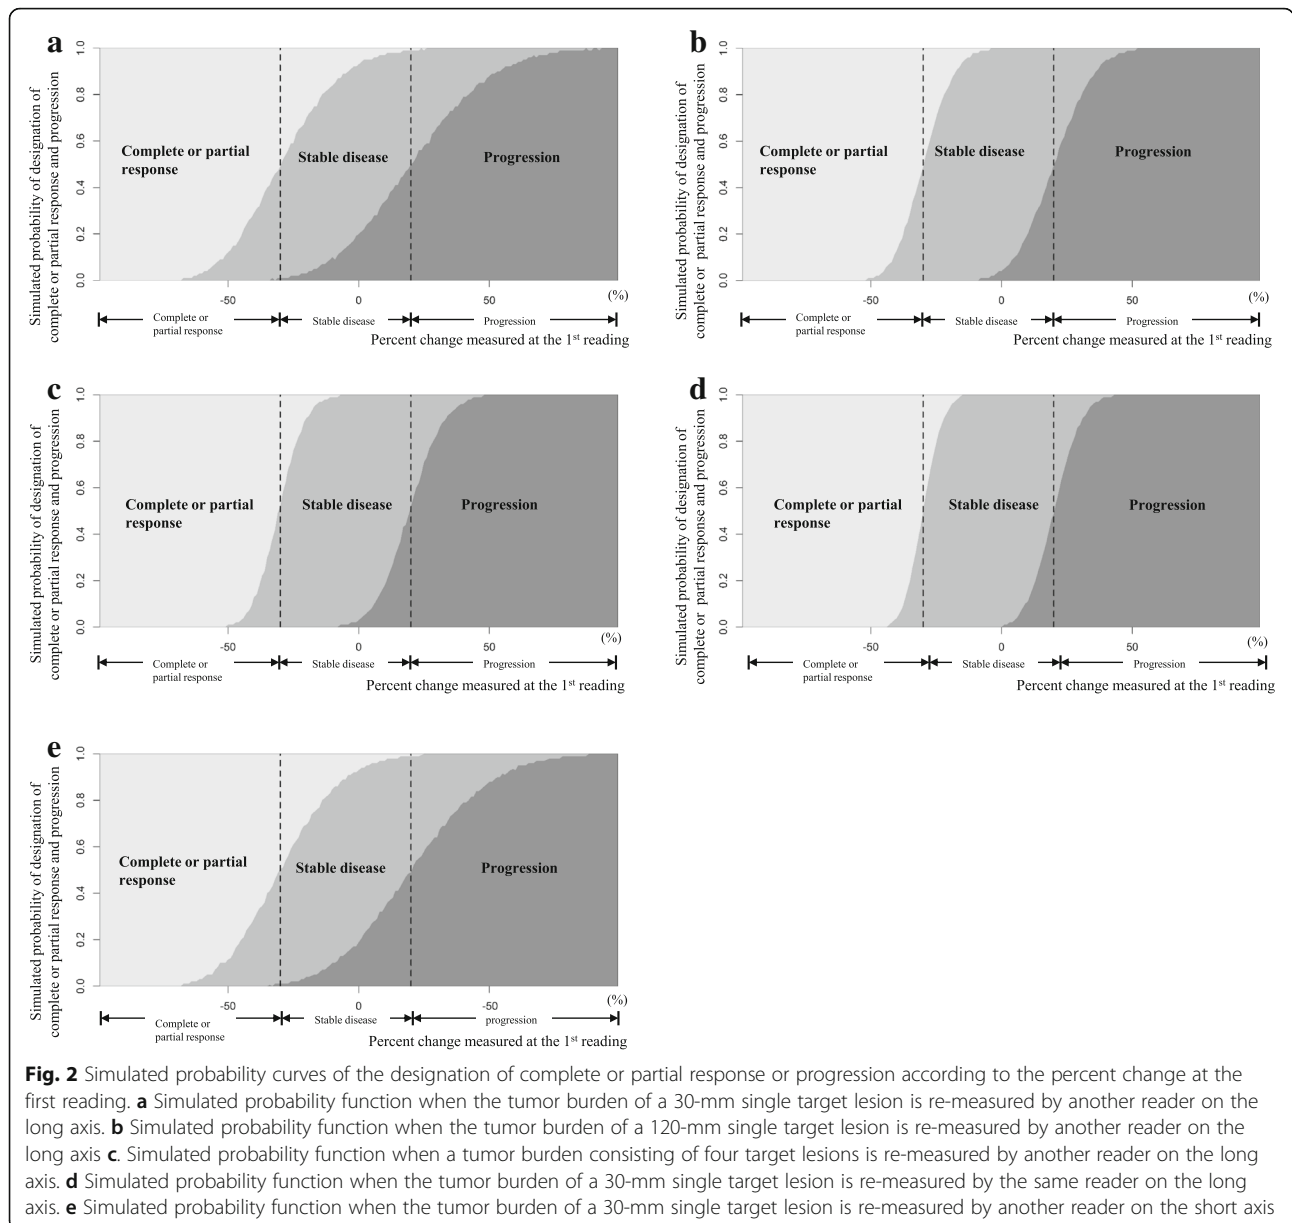 a
Simulated probability of designation of
complete or partial response and progression
1.0
0.8
0.6
0.4
0.2
0.0
Complete or partial
response
Stable disease
Progression
-50
0
50
(%)
Complete or
partial response
Stable disease
Progression
Percent change measured at the 1st reading
b
Simulated probability of designation of
complete or partial response and progression
1.0
0.8
0.6
0.4
0.2
0.0
Complete or partial
response
Stable disease
Progression
-50
0
50
(%)
Complete or
partial response
Stable disease
Progression
Percent change measured at the 1st reading
c
Simulated probability of designation of
complete or partial response and progression
1.0
0.8
0.6
0.4
0.2
0.0
Complete or partial
response
Stable disease
Progression
-50
0
50
(%)
Complete or
partial response
Stable disease
Progression
Percent change measured at the 1st reading
d
Simulated probability of designation of
complete or partial response and progression
1.0
0.8
0.6
0.4
0.2
0.0
Complete or partial
response
Stable disease
Progression
-50
0
50
(%)
Complete or
partial response
Stable disease
Progression
Percent change measured at the 1st reading
e
Simulated probability of designation of
complete or partial response and progression
1.0
0.8
0.6
0.4
0.2
0.0
Complete or partial
response
Stable disease
Progression
-50
0
-50
(%)
Complete or
partial response
Stable disease
progression
Percent change measured at the 1st reading
Fig. 2 Simulated probability curves of the designation of complete or partial response or progression according to the percent change at the
first reading. a Simulated probability function when the tumor burden of a 30-mm single target lesion is re-measured by another reader on the
long axis. b Simulated probability function when the tumor burden of a 120-mm single target lesion is re-measured by another reader on the
long axis c. Simulated probability function when a tumor burden consisting of four target lesions is re-measured by another reader on the long
axis. d Simulated probability function when the tumor burden of a 30-mm single target lesion is re-measured by the same reader on the long
axis. e Simulated probability function when the tumor burden of a 30-mm single target lesion is re-measured by another reader on the short axis